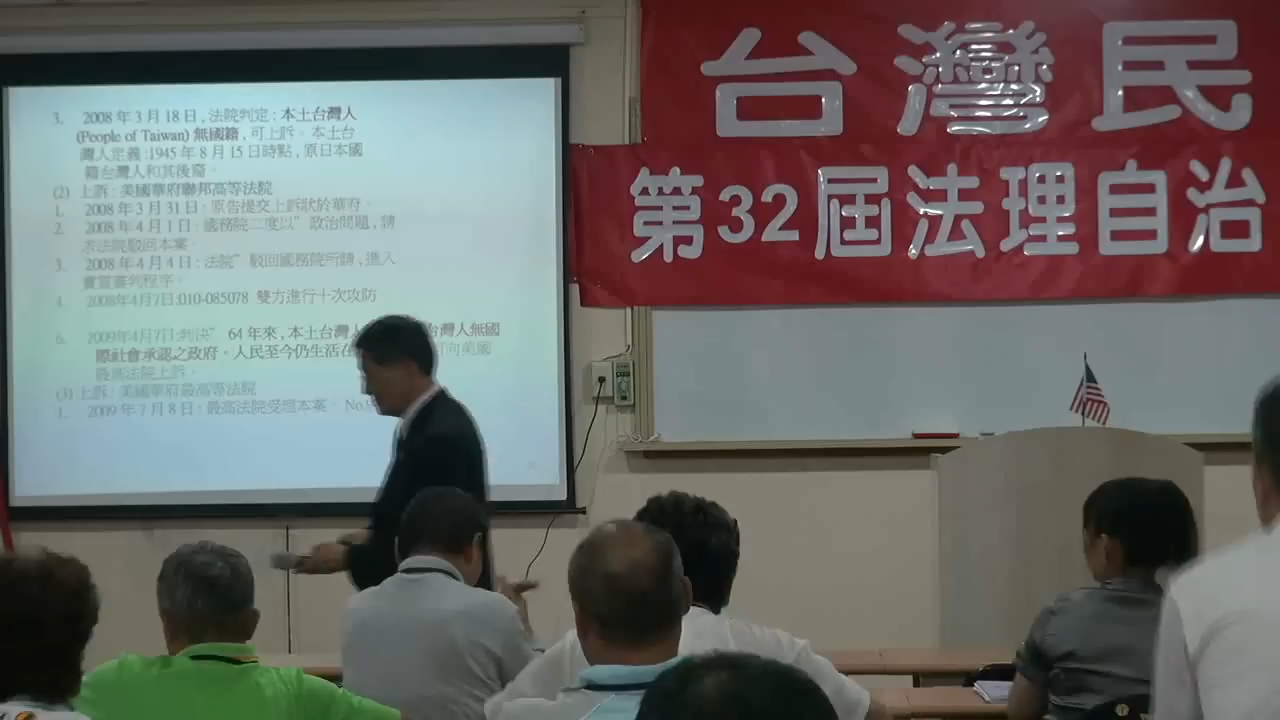 3. 2008 年 3 月 18 日 , 法院判定 : 本土台灣人
(People of Taiwan) 無國籍 , 可上訴。本土台
灣人定義 :1945 年 8 月 15 日時點 , 原日本國
籍台灣人和其後裔。
(2) 上訴 : 美國華府聯邦高等法院
1. 2008 年 3 月 31 日 : 原告提交上訴狀於華府。
2. 2008 年 4 月 1 日 : 國務院二度以" 政治問題 , 請
求法院駁回本案。
3. 2008 年 4 月 4 日 : 法院" 駁回國務院所請 , 進入
實質審判程序。
4. 2008年4月7日:010-085078 雙方進行十次攻防
6. 2009年4月7日:判決" 64 年來 , 本土台灣人 台灣人無國
際社會承認之政府。人民至今仍生活在 可向美國
最高法院上訴。
(3) 上訴 : 美國華府最高等法院
1. 2009 年 7 月 8 日 : 最高法院受理本案。 No
台灣民
第32屆法理自治